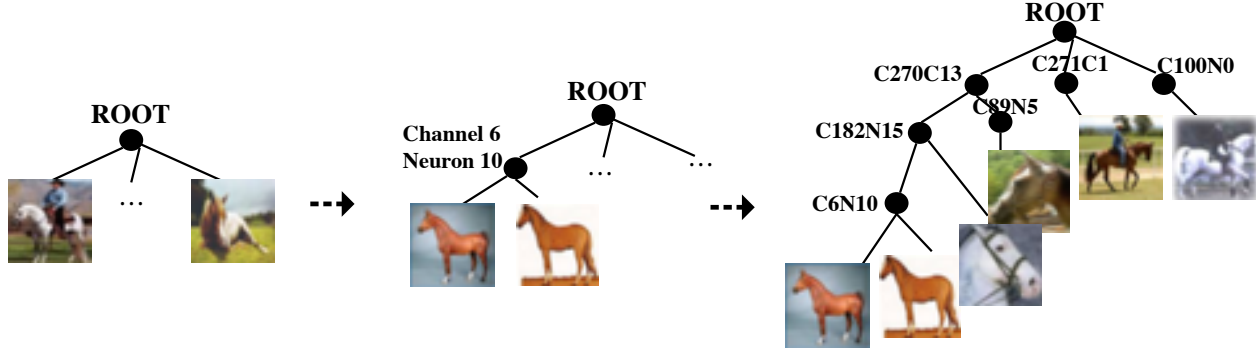 ROOT
...
ROOT
Channel 6
Neuron 10
...
...
ROOT
C270C13
C271C1
C100N0
C89N5
C182N15
C6N10